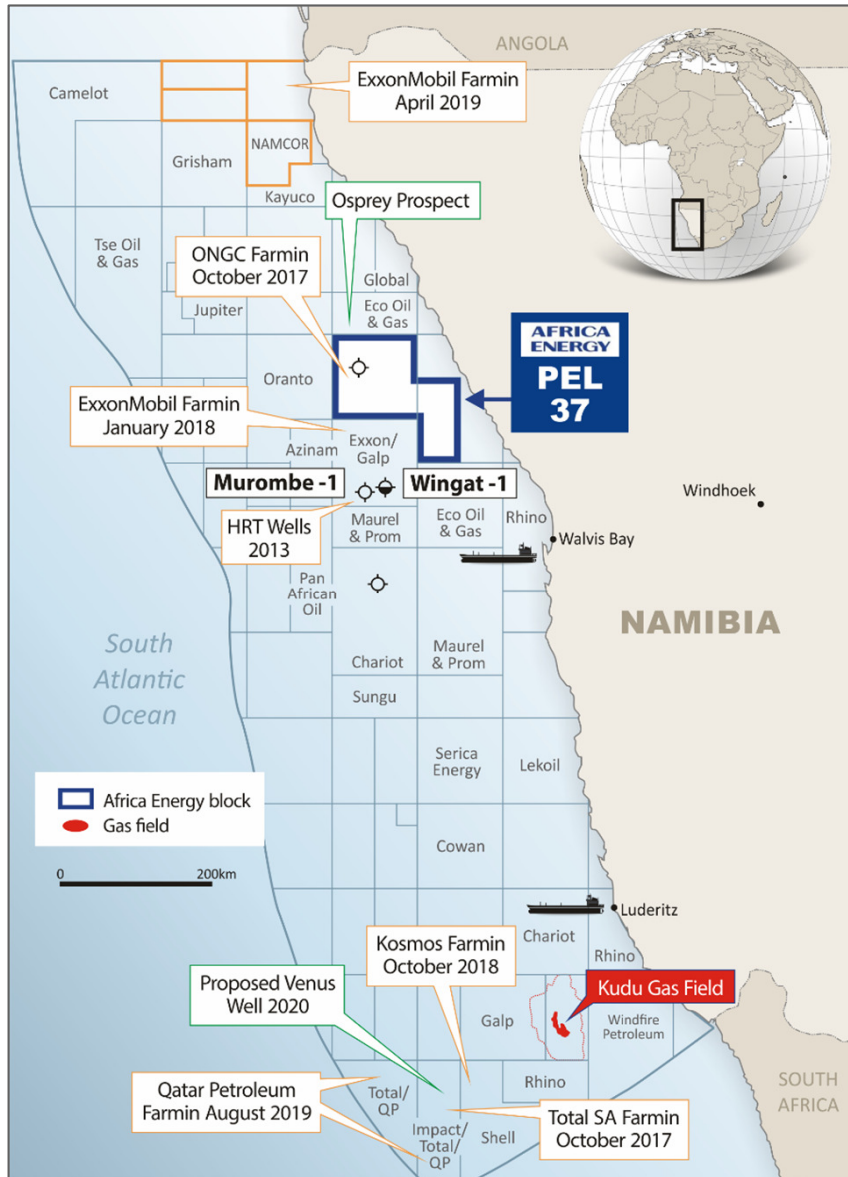 ANGOLA
Camelot
ExxonMobil Farmin
April 2019
Grisham
NAMCOR
Kayuco
Osprey Prospect
Tse Oil
& Gas
ONGC Farmin
October 2017
Global
Jupiter
Eco Oil
& Gas
AFRICA
ENERGY
PEL
37
Oranto
ExxonMobil Farmin
January 2018
Azinam
Exxon/
Galp
Murombe -1
Wingat -1
Windhoek
HRT Wells
2013
Maurel
& Prom
Eco Oil
& Gas
Rhino
Walvis Bay
Pan
African
Oil
NAMIBIA
South
Atlantic
Ocean
Chariot
Maurel
& Prom
Sungu
Serica
Energy
Lekoil
Africa Energy block
Gas field
0
200km
Cowan
Luderitz
Chariot
Kosmos Farmin
October 2018
Rhino
Proposed Venus
Well 2020
Kudu Gas Field
Galp
Windfire
Petroleum
Qatar Petroleum
Farmin August 2019
Total/
QP
Rhino
SOUTH
AFRICA
Impact/
Total/
QP
Shell
Total SA Farmin
October 2017